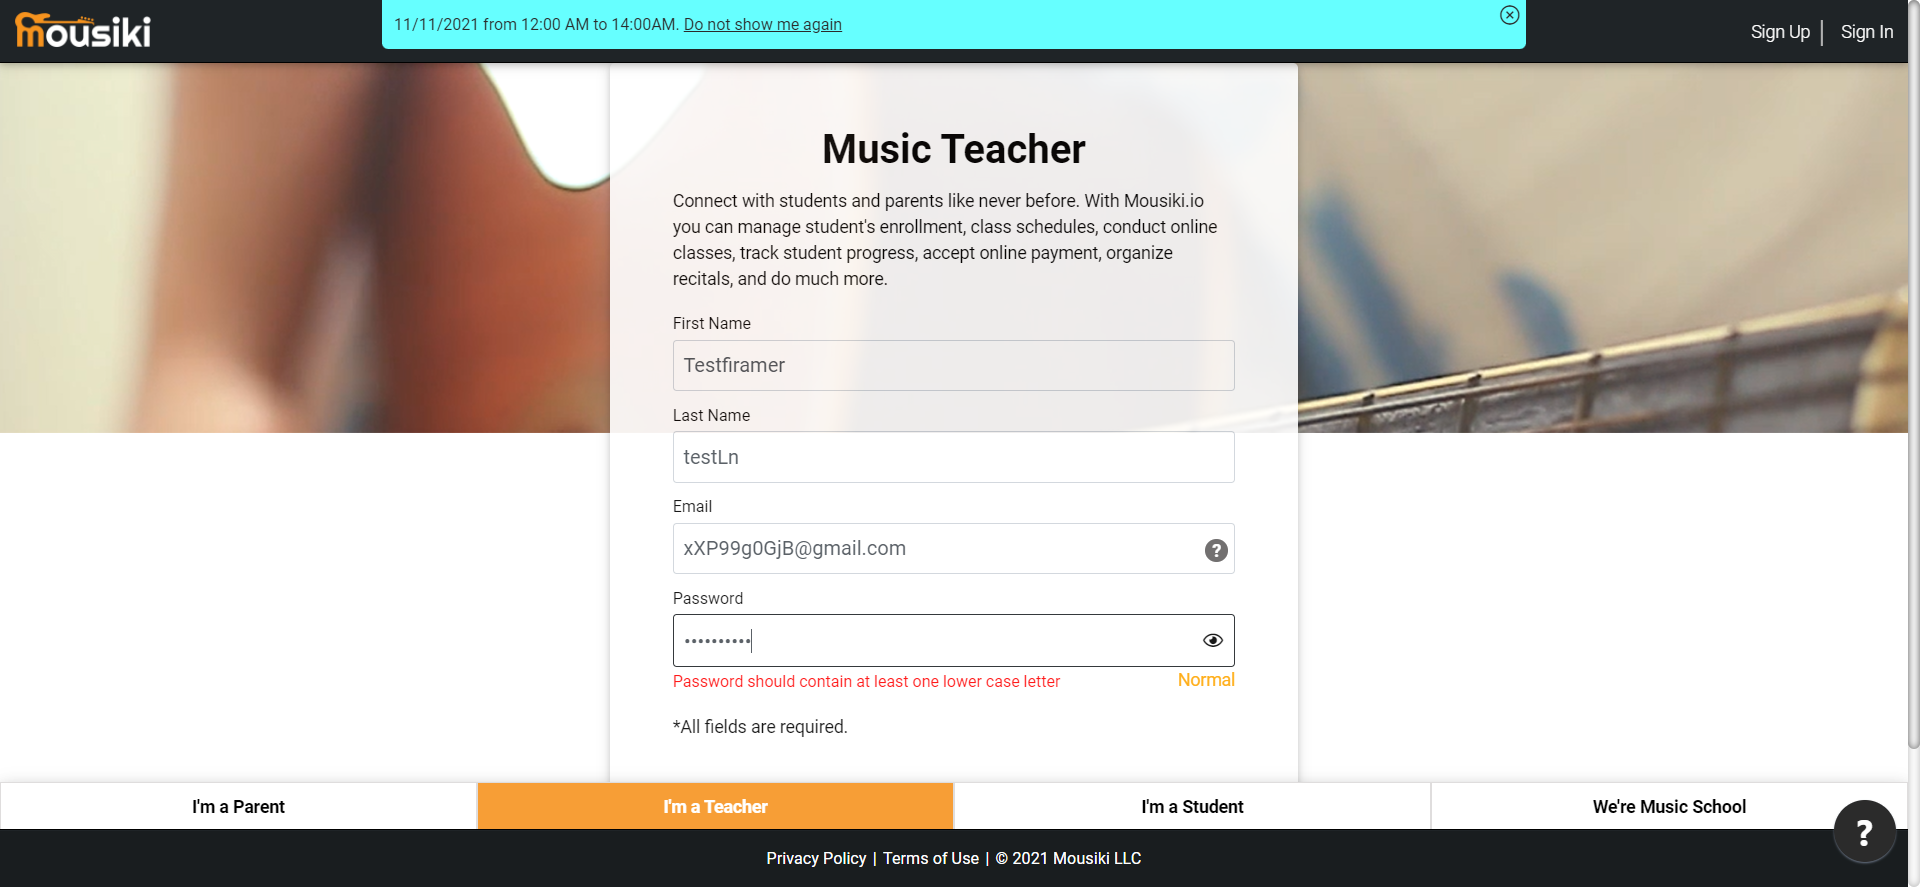 mousiki
11/11/2021 from 12:00 AM to 14:00AM. Do not show me again
Sign Up | Sign In
Music Teacher
Connect with students and parents like never before. With Mousiki.io
you can manage student's enrollment, class schedules, conduct online
classes, track student progress, accept online payment, organize
recitals, and do much more.
First Name
Testfiramer
Last Name
testLn
Email
xXP99g0GjB@gmail.com
?
Password
••••••••••
Password should contain at least one lower case letter
Normal
*All fields are required.
I'm a Parent
I'm a Teacher
I'm a Student
We're Music School
?
Privacy Policy | Terms of Use | © 2021 Mousiki LLC